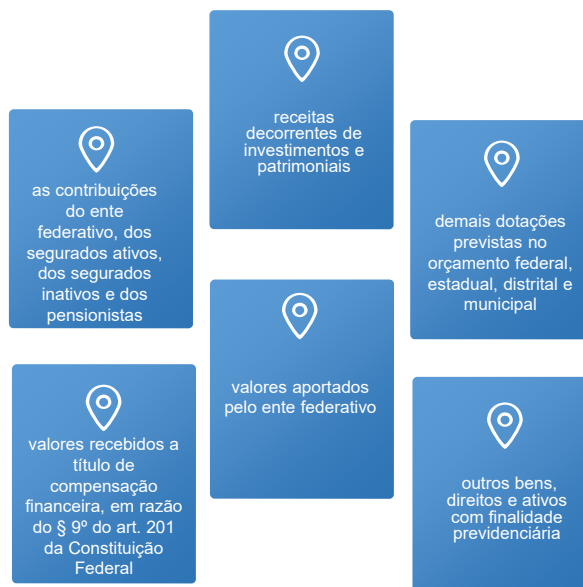 receitas
decorrentes de
investimentos e
patrimoniais
as contribuições
do ente
federativo, dos
segurados ativos,
dos segurados
inativos e dos
pensionistas
demais dotações
previstas no
orçamento federal,
estadual, distrital e
municipal
valores aportados
pelo ente federativo
valores recebidos a
título de
compensação
financeira, em razão
do § 9º do art. 201
da Constituição
Federal
outros bens,
direitos e ativos
com finalidade
previdenciária